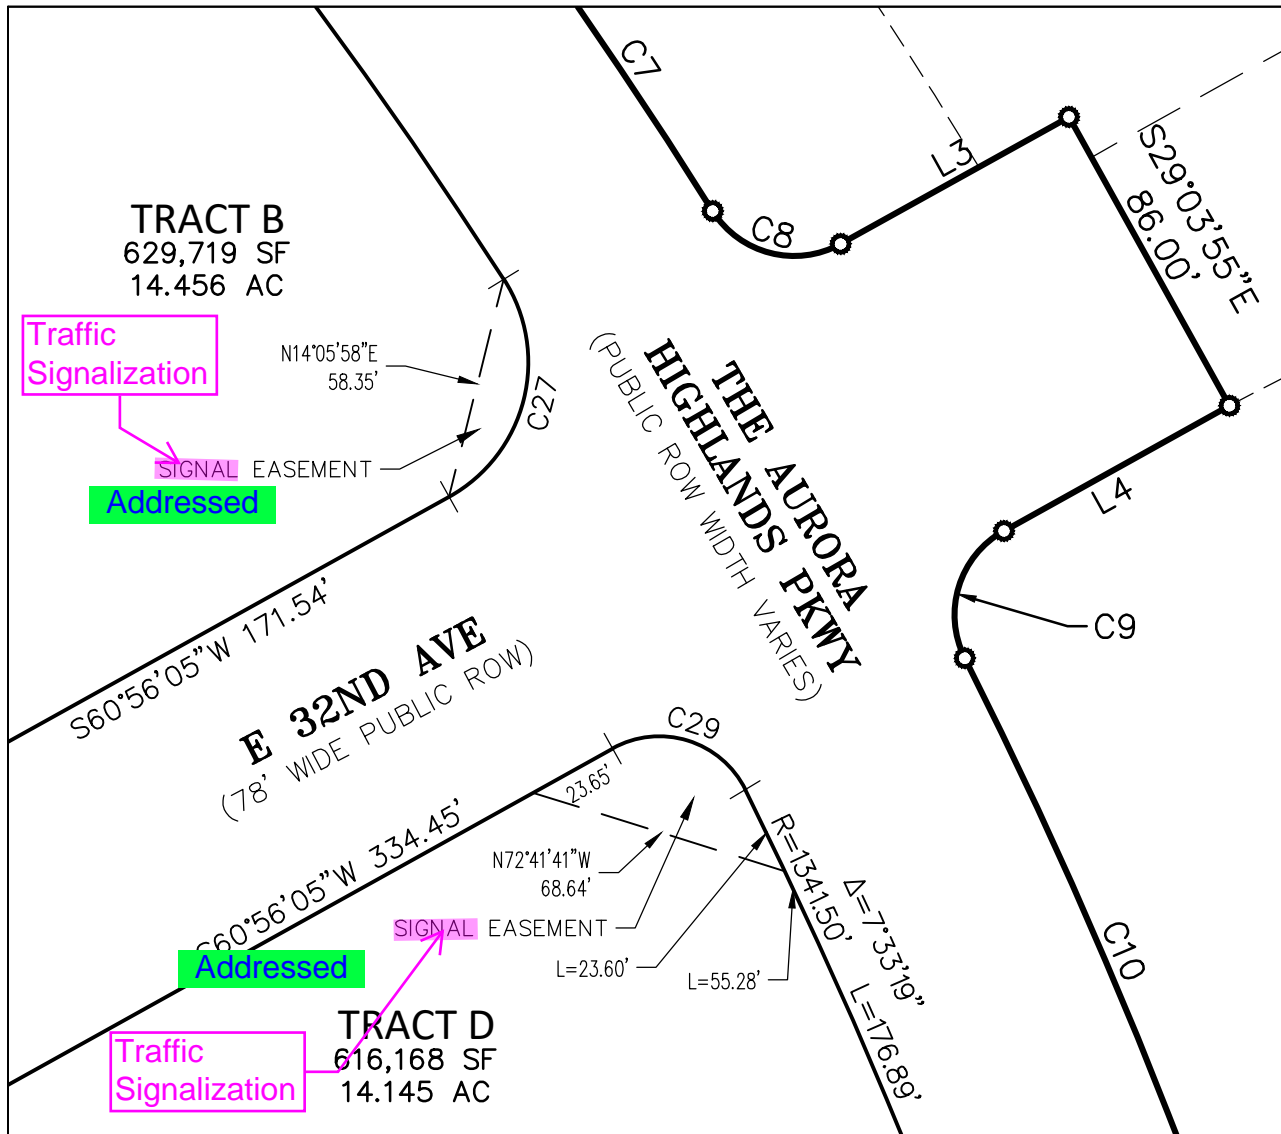 C7
L3
S29°03'55"E
86.00'
C8
TRACT B
629,719 SF
14.456 AC
Traffic
Signalization
N14°05'58"E
58.35'
C27
SIGNAL EASEMENT
Addressed
THE AURORA
HIGHLANDS PKWY
(PUBLIC ROW WIDTH VARIES)
L4
C9
S60°56'05"W 171.54'
E 32ND AVE
(78' WIDE PUBLIC ROW)
C29
23.65'
N72°41'41"W
68.64'
R=1341.50'
Δ=7°33'19"
L=176.89'
S60°56'05"W 334.45'
SIGNAL EASEMENT
L=23.60'
L=55.28'
C10
Addressed
TRACT D
616,168 SF
14.145 AC
Traffic
Signalization